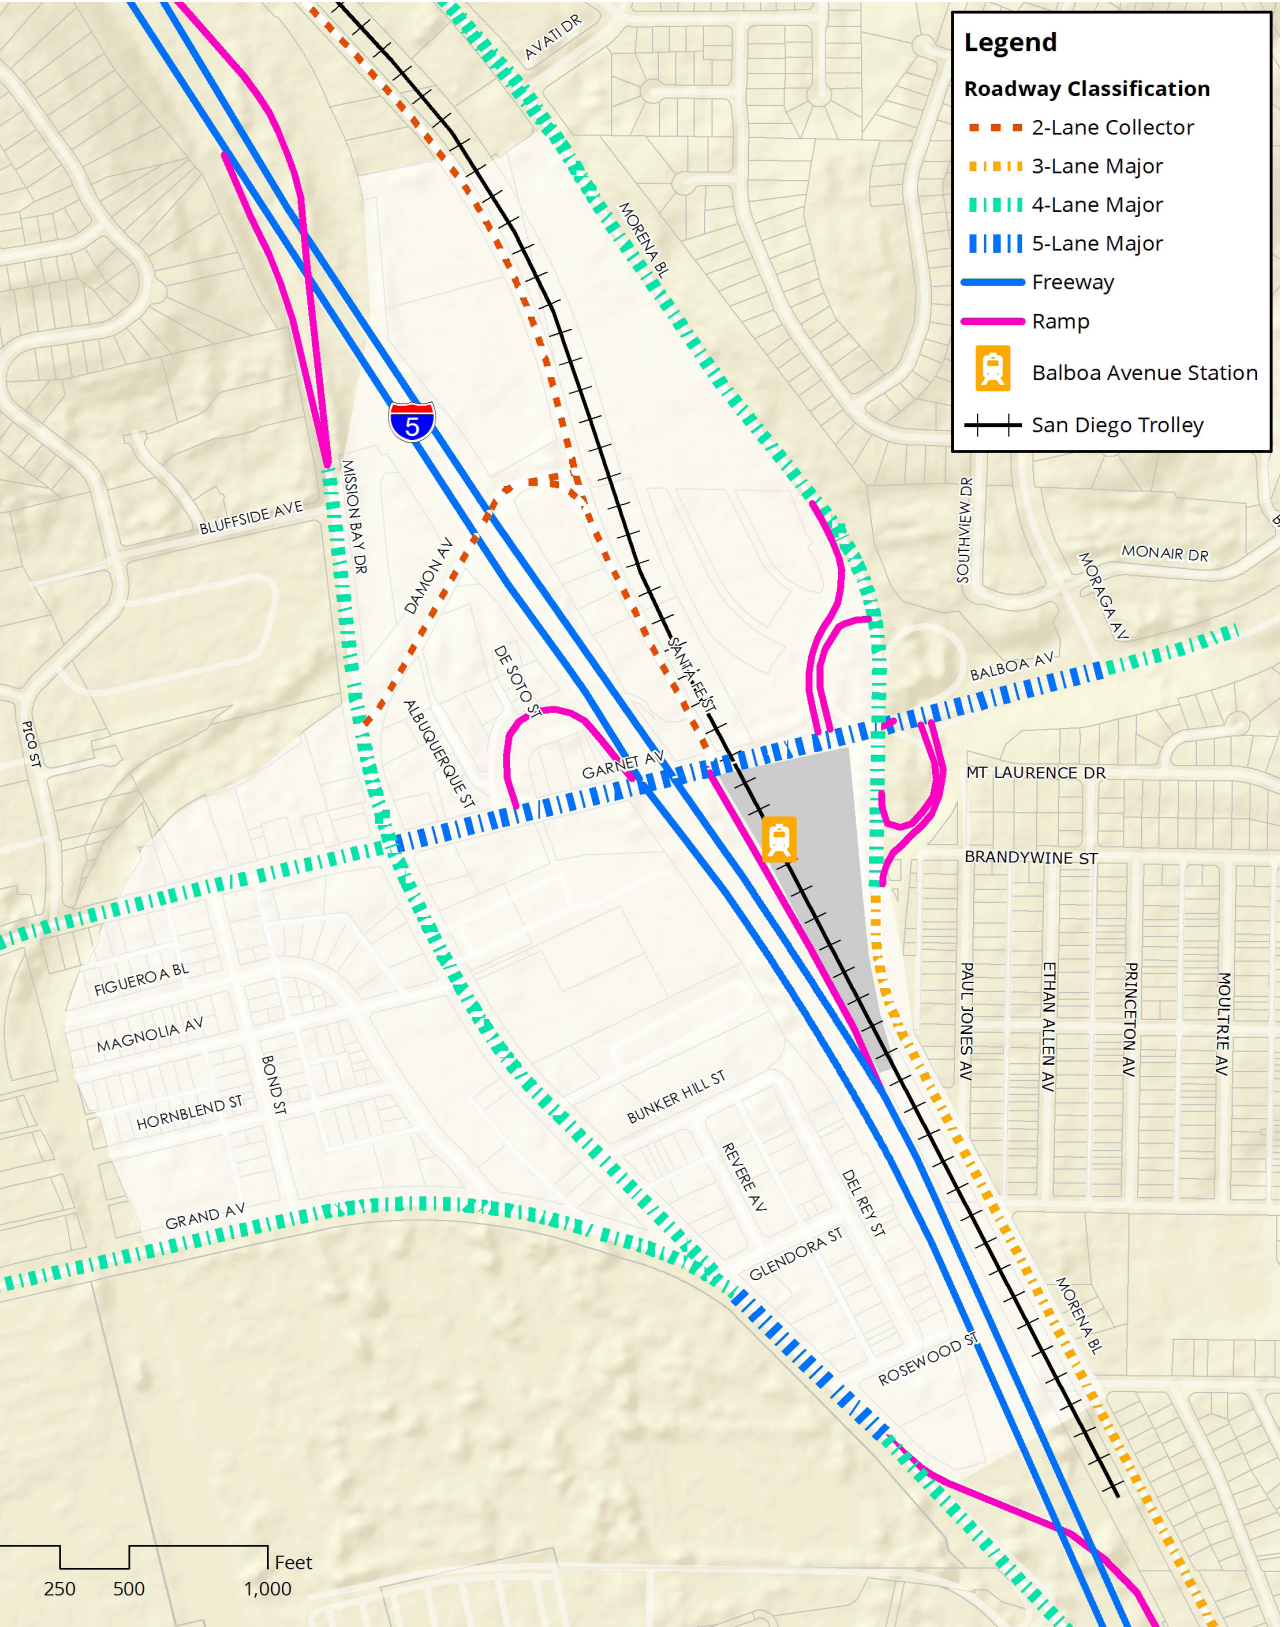 Legend
Roadway Classification
2-Lane Collector
3-Lane Major
4-Lane Major
5-Lane Major
Freeway
Ramp
Balboa Avenue Station
San Diego Trolley
AVATI DR
MORENA BL
5
MISSION BAY DR
BLUFFSIDE AVE
DAMON AV
SOUTHVIEW DR
MONAIR DR
MORAGA AV
B
DE SOTO ST
SANTA FE ST
BALBOA AV
ALBUQUERQUE ST
PICO ST
GARNET AV
MT LAURENCE DR
BRANDYWINE ST
FIGUEROA BL
MAGNOLIA AV
HORNBLEND ST
BOND ST
PAUL JONES AV
ETHAN ALLEN AV
PRINCETON AV
MOULTRIE AV
BUNKER HILL ST
REVERE AV
DEL REY ST
GRAND AV
GLENDORA ST
MORENA BL
ROSEWOOD ST
Feet
250 500 1,000